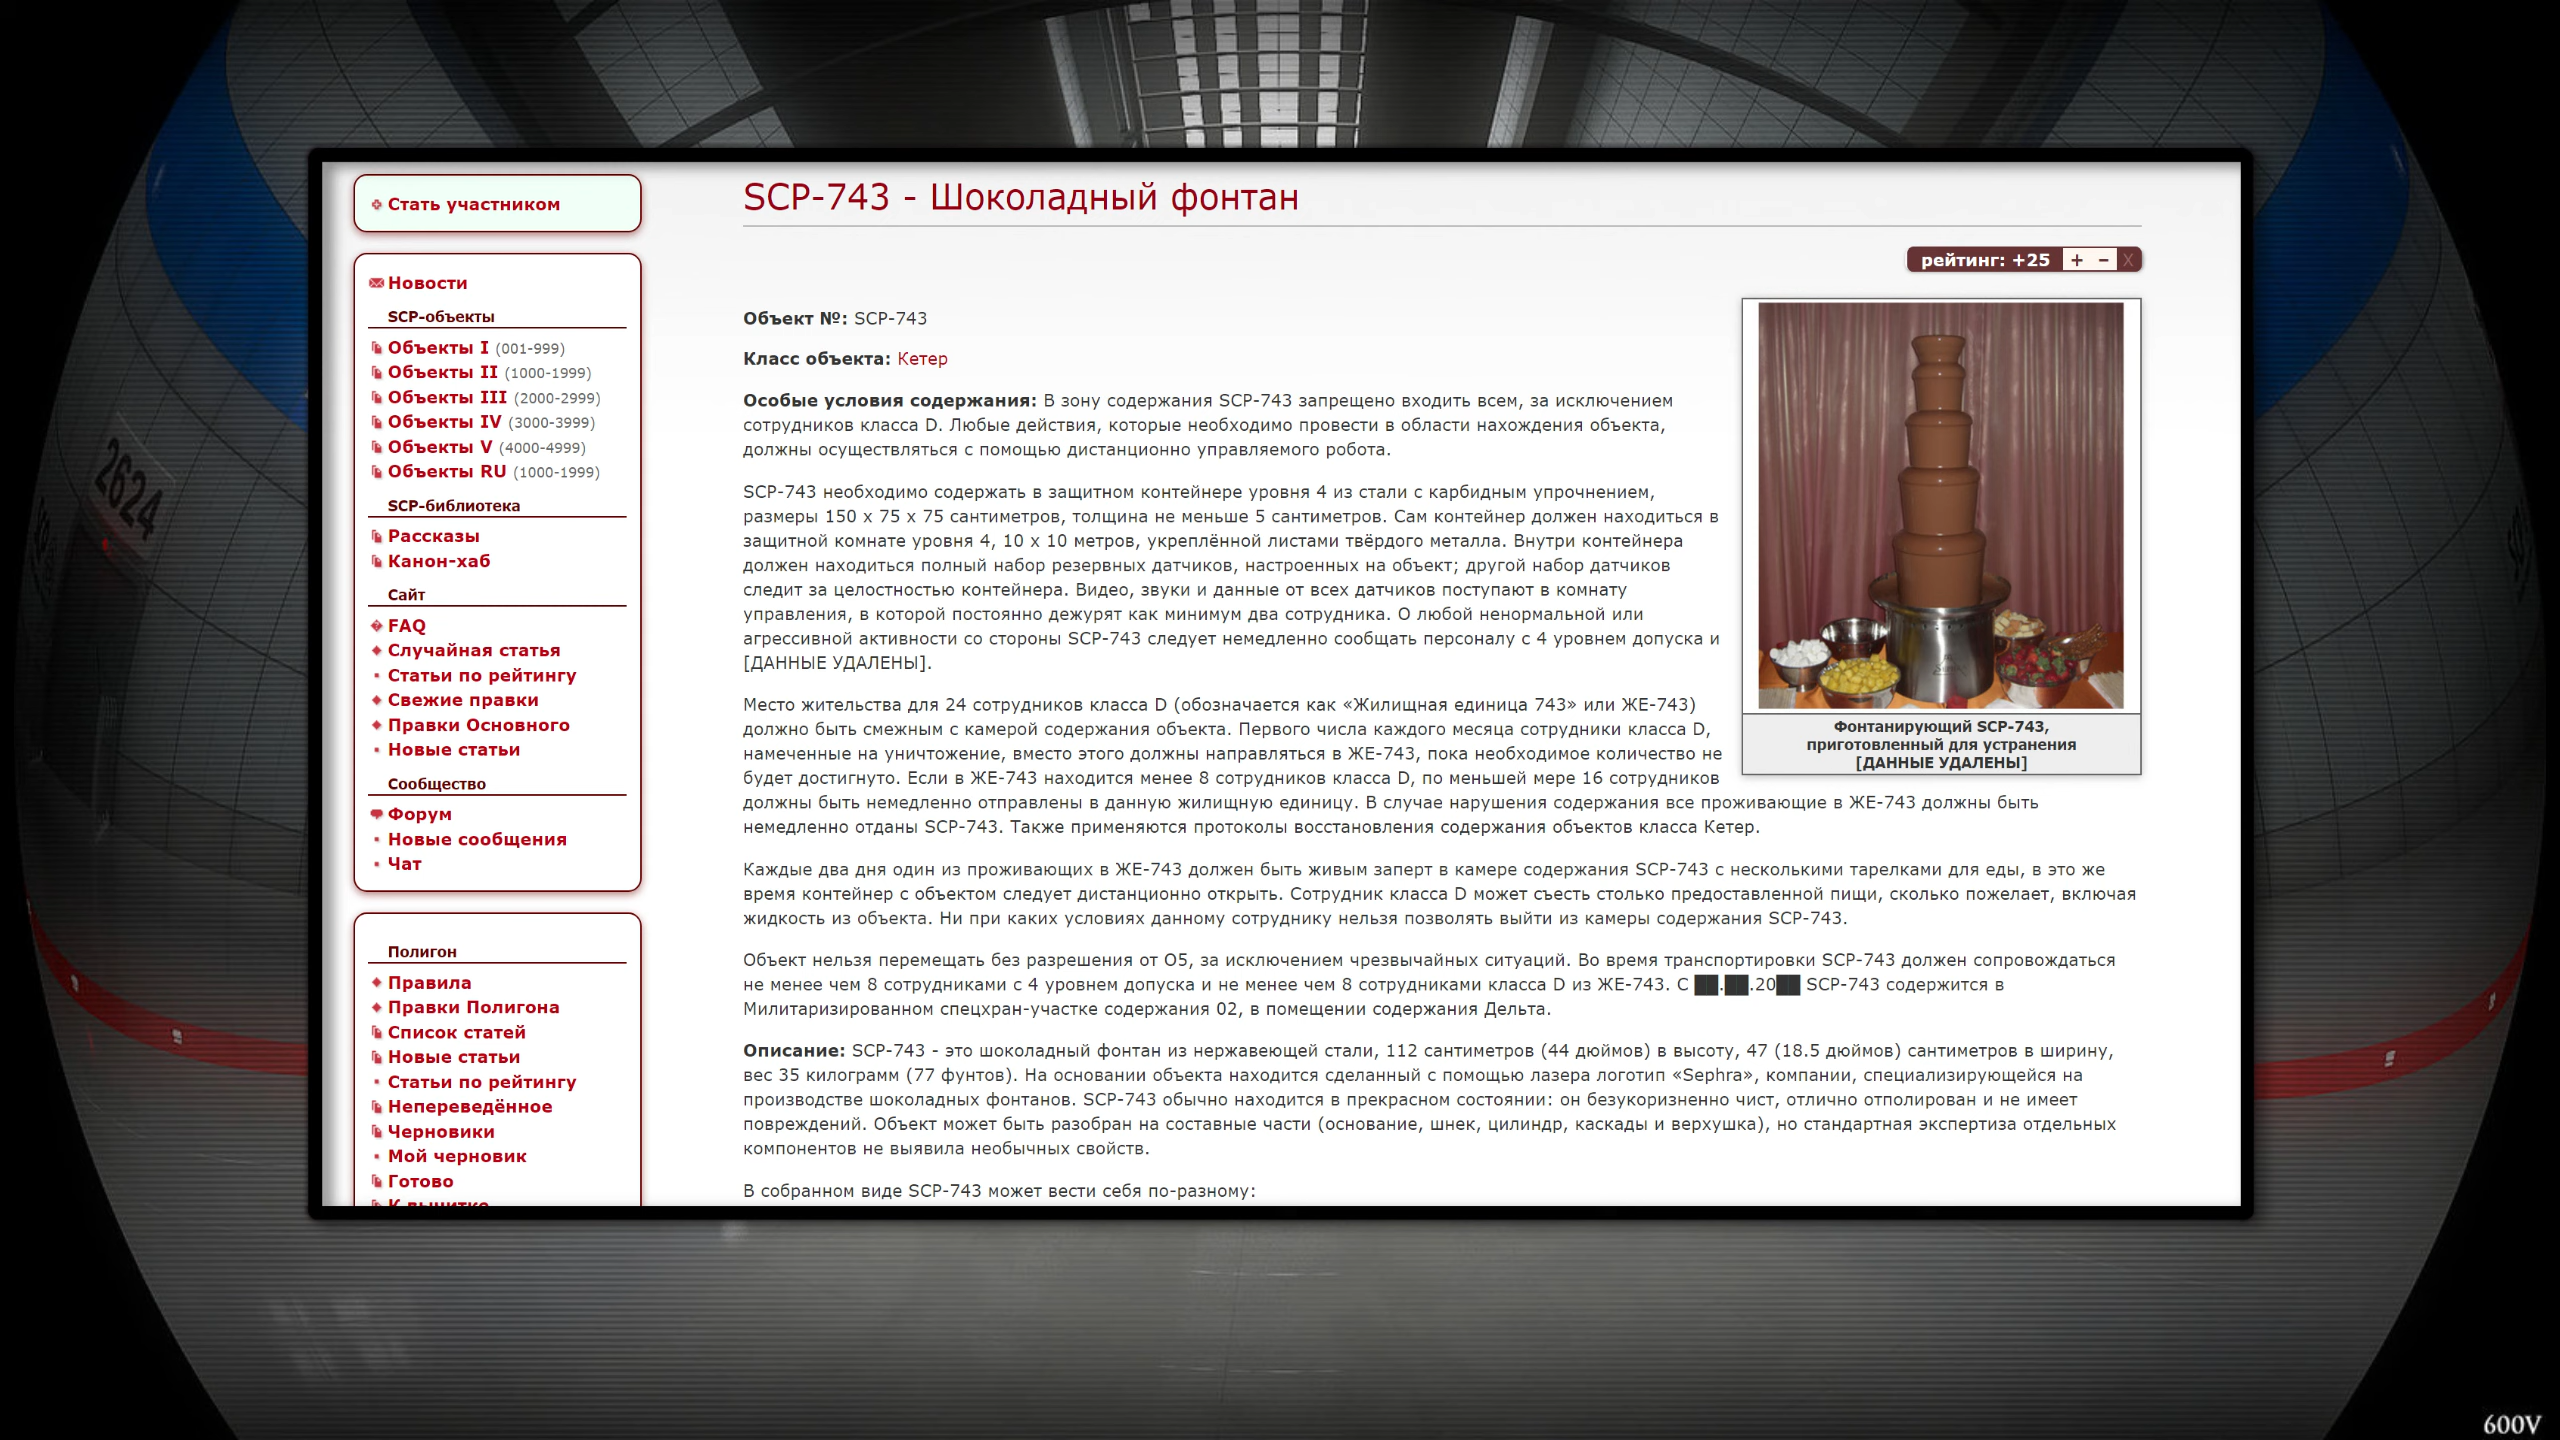 Стать участником
Новости
SCP-объекты
Объекты I (001-999)
Объекты II (1000-1999)
Объекты III (2000-2999)
Объекты IV (3000-3999)
Объекты V (4000-4999)
Объекты RU (1000-1999)
SCP-библиотека
Рассказы
Канон-хаб
Сайт
FAQ
Случайная статья
Статьи по рейтингу
Свежие правки
Правки Основного
Новые статьи
Сообщество
Форум
Новые сообщения
Чат
Полигон
Правила
Правки Полигона
Список статей
Новые статьи
Статьи по рейтингу
Непереведённое
Черновики
Мой черновик
Готово
SCP-743 - Шоколадный фонтан
рейтинг: +25 + − X
Объект №: SCP-743
Класс объекта: Кетер
Особые условия содержания: В зону содержания SCP-743 запрещено входить всем, за исключением
сотрудников класса D. Любые действия, которые необходимо провести в области нахождения объекта,
должны осуществляться с помощью дистанционно управляемого робота.
SCP-743 необходимо содержать в защитном контейнере уровня 4 из стали с карбидным упрочнением,
размеры 150 x 75 x 75 сантиметров, толщина не меньше 5 сантиметров. Сам контейнер должен находиться в
защитной комнате уровня 4, 10 x 10 метров, укреплённой листами твёрдого металла. Внутри контейнера
должен находиться полный набор резервных датчиков, настроенных на объект; другой набор датчиков
следит за целостностью контейнера. Видео, звуки и данные от всех датчиков поступают в комнату
управления, в которой постоянно дежурят как минимум два сотрудника. О любой ненормальной или
агрессивной активности со стороны SCP-743 следует немедленно сообщать персоналу с 4 уровнем допуска и
[ДАННЫЕ УДАЛЕНЫ].
Фонтанирующий SCP-743,
приготовленный для устранения
[ДАННЫЕ УДАЛЕНЫ]
Место жительства для 24 сотрудников класса D (обозначается как «Жилищная единица 743» или ЖЕ-743)
должно быть смежным с камерой содержания объекта. Первого числа каждого месяца сотрудники класса D,
намеченные на уничтожение, вместо этого должны направляться в ЖЕ-743, пока необходимое количество не
будет достигнуто. Если в ЖЕ-743 находится менее 8 сотрудников класса D, по меньшей мере 16 сотрудников
должны быть немедленно отправлены в данную жилищную единицу. В случае нарушения содержания все проживающие в ЖЕ-743 должны быть
немедленно отданы SCP-743. Также применяются протоколы восстановления содержания объектов класса Кетер.
Каждые два дня один из проживающих в ЖЕ-743 должен быть живым заперт в камере содержания SCP-743 с несколькими тарелками для еды, в это же
время контейнер с объектом следует дистанционно открыть. Сотрудник класса D может съесть столько предоставленной пищи, сколько пожелает, включая
жидкость из объекта. Ни при каких условиях данному сотруднику нельзя позволять выйти из камеры содержания SCP-743.
Объект нельзя перемещать без разрешения от O5, за исключением чрезвычайных ситуаций. Во время транспортировки SCP-743 должен сопровождаться
не менее чем 8 сотрудниками с 4 уровнем допуска и не менее чем 8 сотрудниками класса D из ЖЕ-743. С ██.██.20██ SCP-743 содержится в
Милитаризированном спецхран-участке содержания 02, в помещении содержания Дельта.
Описание: SCP-743 - это шоколадный фонтан из нержавеющей стали, 112 сантиметров (44 дюймов) в высоту, 47 (18.5 дюймов) сантиметров в ширину,
вес 35 килограмм (77 фунтов). На основании объекта находится сделанный с помощью лазера логотип «Sephra», компании, специализирующейся на
производстве шоколадных фонтанов. SCP-743 обычно находится в прекрасном состоянии: он безукоризненно чист, отлично отполирован и не имеет
повреждений. Объект может быть разобран на составные части (основание, шнек, цилиндр, каскады и верхушка), но стандартная экспертиза отдельных
компонентов не выявила необычных свойств.
В собранном виде SCP-743 может вести себя по-разному:
2624
600V